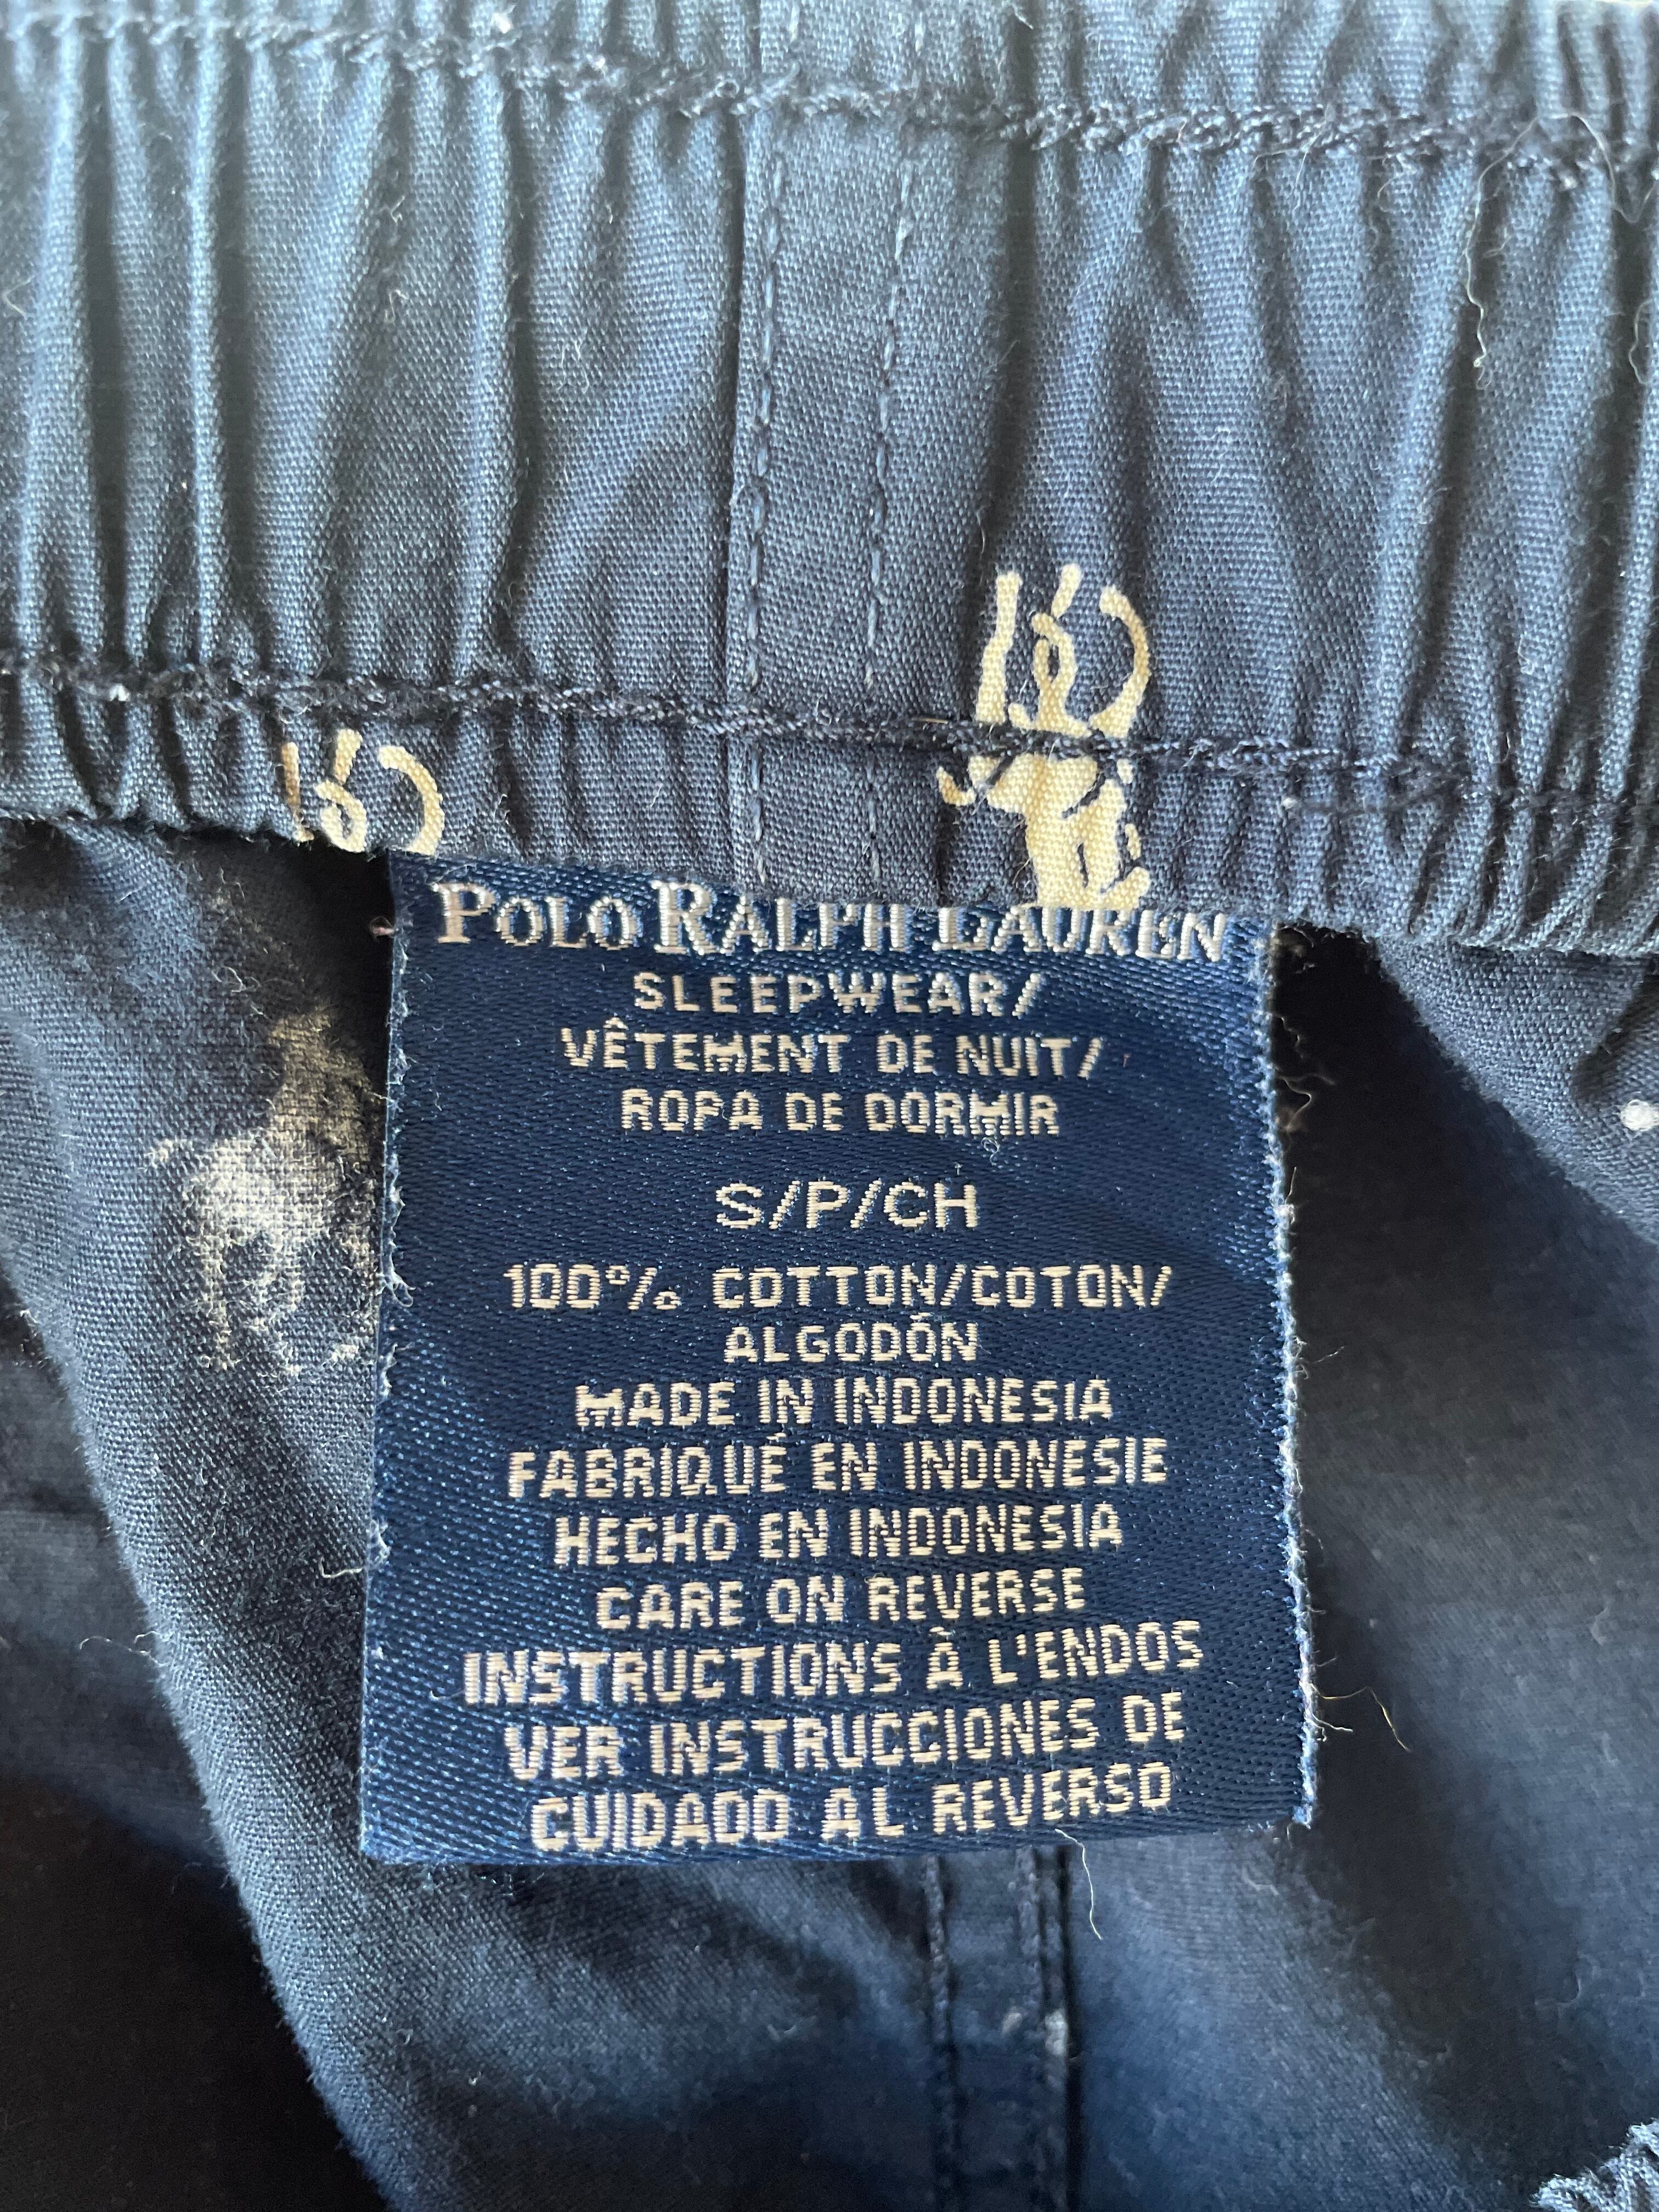 POLO RALPH LAUREN
SLEEPWEAR/
VÊTEMENT DE NUIT/
ROPA DE DORMIR
S/P/CH
100% COTTON/COTON/
ALGODÓN
MADE IN INDONESIA
FABRIQUÉ EN INDONESIE
HECHO EN INDONESIA
CARE ON REVERSE
INSTRUCTIONS À L'ENDOS
VER INSTRUCCIONES DE
CUIDADO AL REVERSO